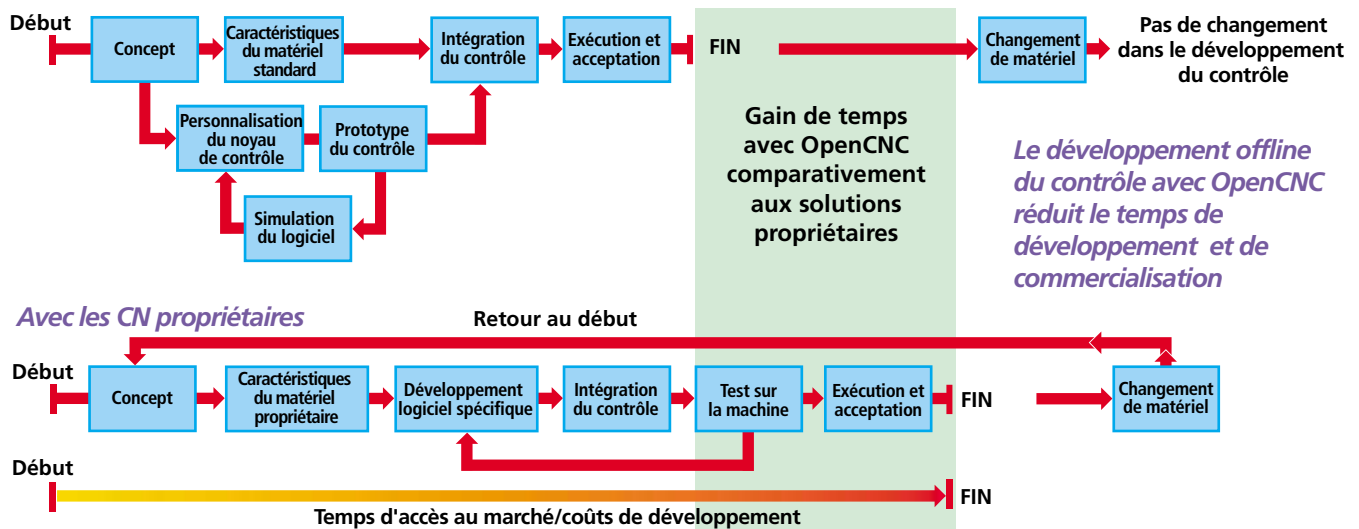 Début
Concept
Caractéristiques
du matériel
standard
Intégration
du contrôle
Exécution et
acceptation
FIN
Changement
de matériel
Pas de changement
dans le développement
du contrôle
Personnalisation
du noyau
de contrôle
Prototype
du contrôle
Simulation
du logiciel
Gain de temps
avec OpenCNC
comparativement
aux solutions
propriétaires
Le développement offline
du contrôle avec OpenCNC
réduit le temps de
développement et de
commercialisation
Avec les CN propriétaires
Retour au début
Début
Concept
Caractéristiques
du matériel
propriétaire
Développement
logiciel spécifique
Intégration
du contrôle
Test sur
la machine
Exécution et
acceptation
FIN
Changement
de matériel
Début
FIN
Temps d'accès au marché/coûts de développement